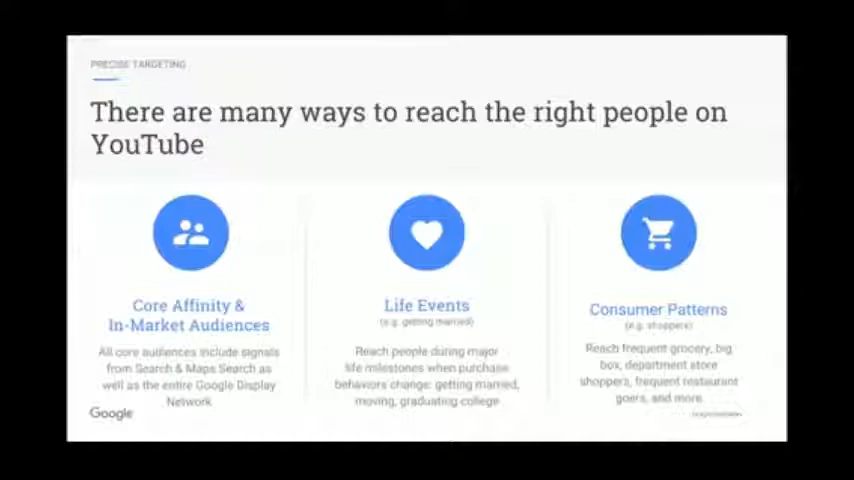 PRECISE TARGETING
There are many ways to reach the right people on
YouTube
Core Affinity &
In-Market Audiences
All core audiences include signals
from Search & Maps Search as
well as the entire Google Display
Network
Life Events
(e.g. getting married)
Reach people during major
life milestones when purchase
behaviors change: getting married,
moving, graduating college
Consumer Patterns
(e.g. shoppers)
Reach frequent grocery, big
box, department store
shoppers, frequent restaurant
goers, and more
Google